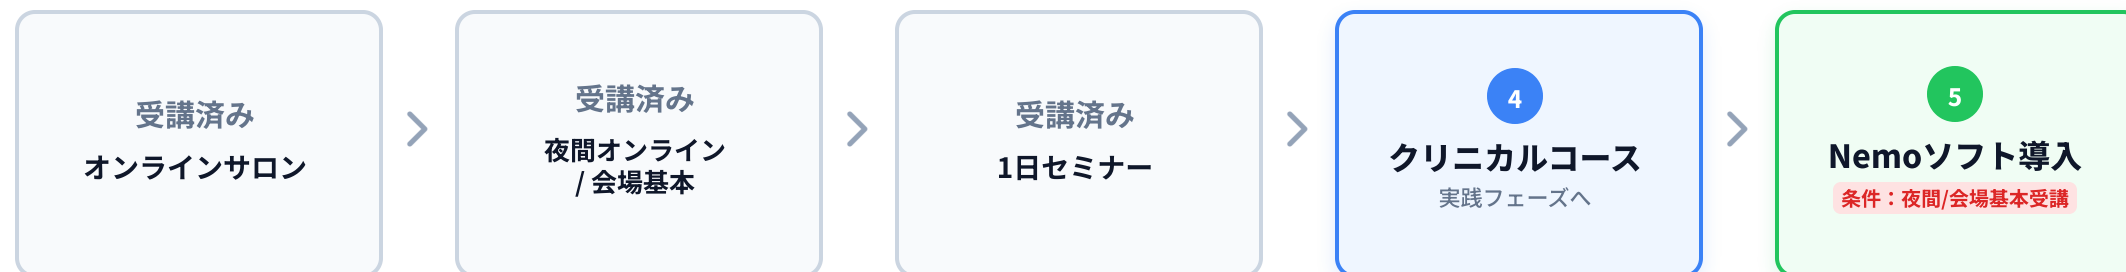 受講済み
オンラインサロン
受講済み
夜間オンライン
/ 会場基本
受講済み
1日セミナー
4
クリニカルコース
実践フェーズへ
5
Nemoソフト導入
条件：夜間/会場基本受講